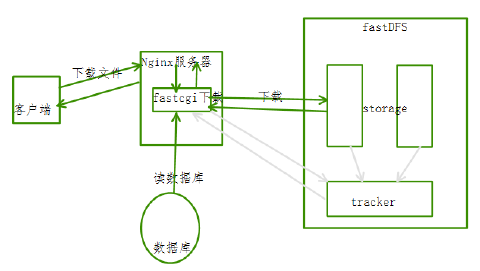 fastDFS
Nginx服务器
下载文件
fastcgi下载
下载
客户端
storage
读数据库
tracker
数据库